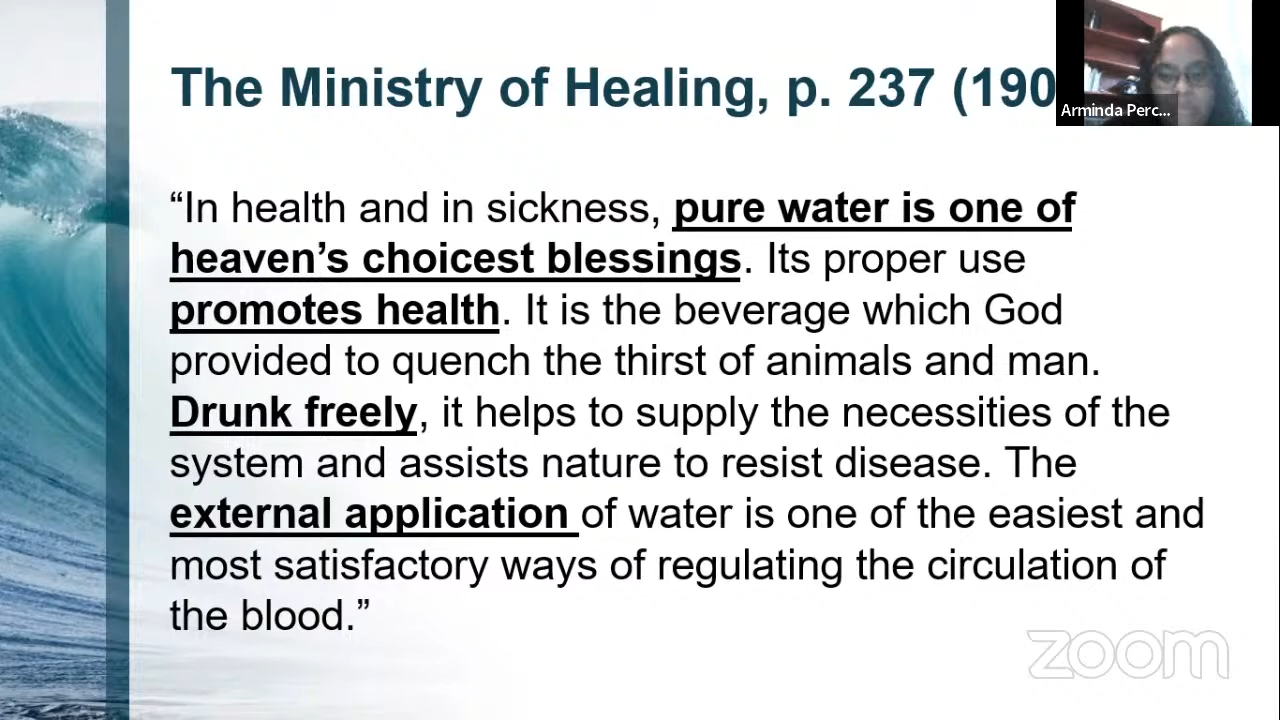 The Ministry of Healing, p. 237 (190
Arminda Perc...
“In health and in sickness, pure water is one of
heaven’s choicest blessings. Its proper use
promotes health. It is the beverage which God
provided to quench the thirst of animals and man.
Drunk freely, it helps to supply the necessities of the
system and assists nature to resist disease. The
external application of water is one of the easiest and
most satisfactory ways of regulating the circulation of
the blood.”
zoom